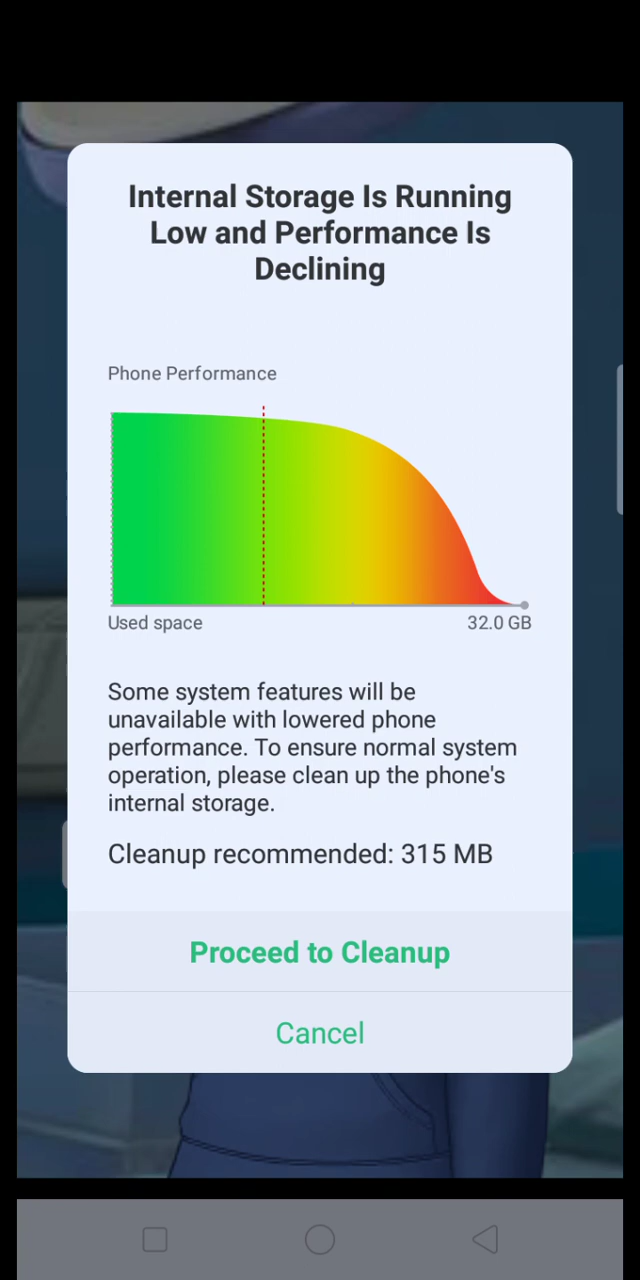 Internal Storage Is Running
Low and Performance Is
Declining
Phone Performance
Used space
32.0 GB
Some system features will be
unavailable with lowered phone
performance. To ensure normal system
operation, please clean up the phone's
internal storage.
Cleanup recommended: 315 MB
Proceed to Cleanup
Cancel